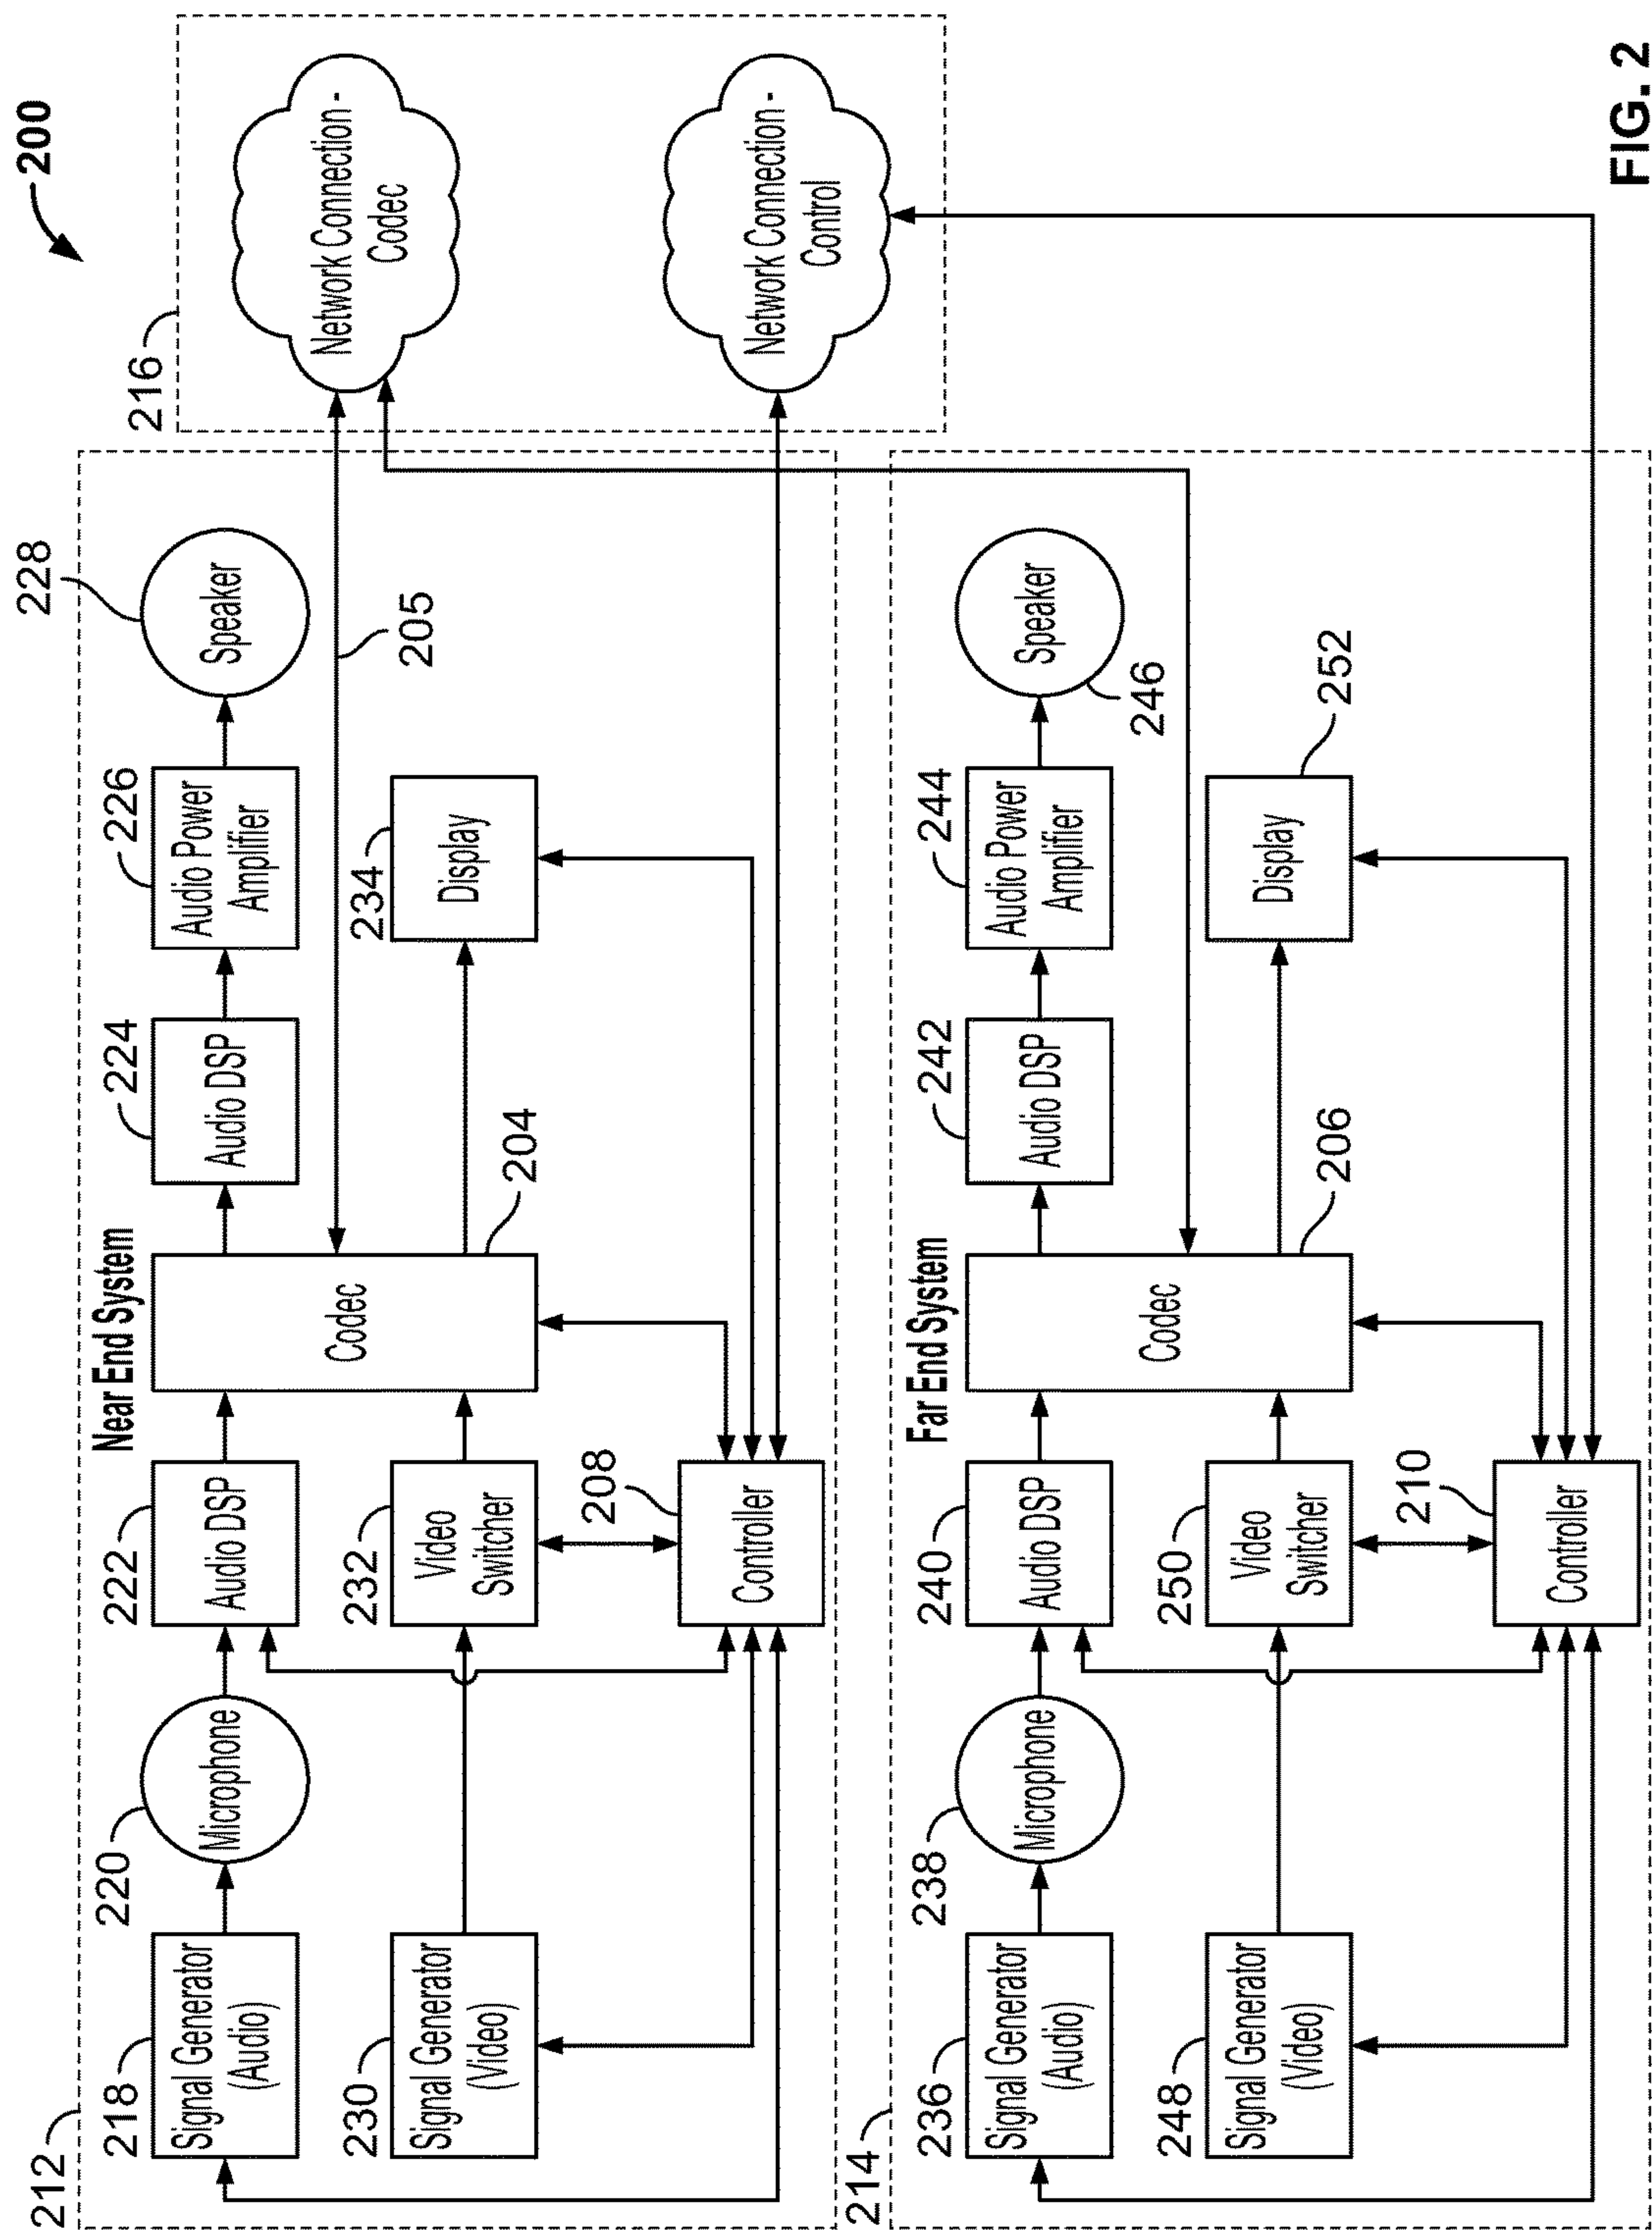 200
216
Network Connection -
Codec
Network Connection -
Control
212
Near End System
218
Signal Generator
(Audio)
220
Microphone
222
Audio DSP
Codec
204
224
Audio DSP
226
Audio Power
Amplifier
228
Speaker
205
230
Signal Generator
(Video)
232
Video
Switcher
234
Display
208
Controller
214
Far End System
236
Signal Generator
(Audio)
238
Microphone
240
Audio DSP
Codec
206
242
Audio DSP
244
Audio Power
Amplifier
Speaker
246
248
Signal Generator
(Video)
250
Video
Switcher
Display
252
210
Controller
FIG. 2